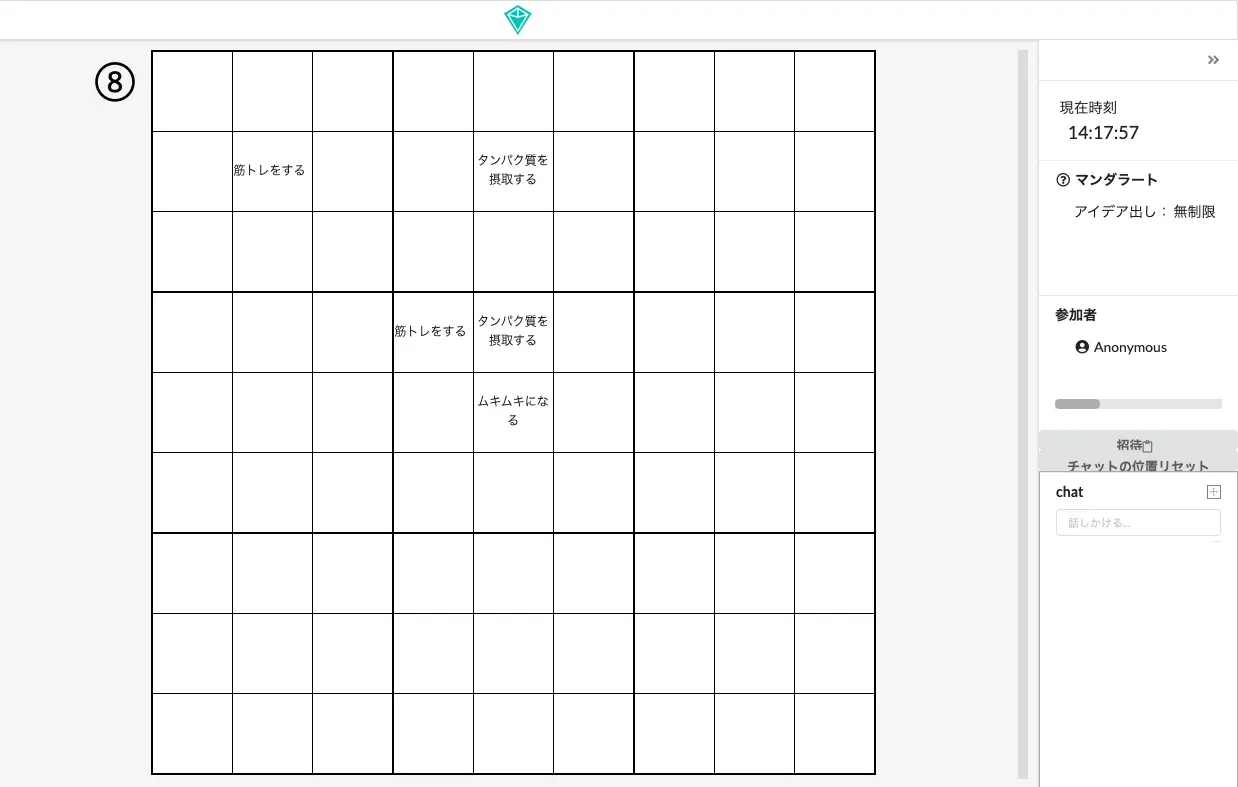 ⑧
筋トレをする
タンパク質を
摂取する
筋トレをする
タンパク質を
摂取する
ムキムキにな
る
現在時刻
14:17:57
マンダラート
アイデア出し： 無制限
参加者
Anonymous
招待
チャットの位置リセット
chat
話しかける...